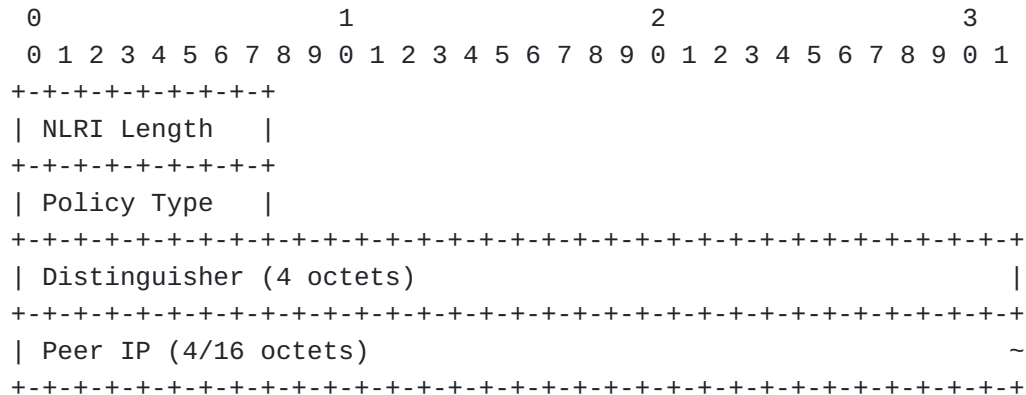 0                   1                   2                   3
 0 1 2 3 4 5 6 7 8 9 0 1 2 3 4 5 6 7 8 9 0 1 2 3 4 5 6 7 8 9 0 1
+-+-+-+-+-+-+-+-+
| NLRI Length   |
+-+-+-+-+-+-+-+-+
| Policy Type   |
+-+-+-+-+-+-+-+-+-+-+-+-+-+-+-+-+-+-+-+-+-+-+-+-+-+-+-+-+-+-+-+-+
| Distinguisher (4 octets)                                      |
+-+-+-+-+-+-+-+-+-+-+-+-+-+-+-+-+-+-+-+-+-+-+-+-+-+-+-+-+-+-+-+-+
| Peer IP (4/16 octets)                                         ~
+-+-+-+-+-+-+-+-+-+-+-+-+-+-+-+-+-+-+-+-+-+-+-+-+-+-+-+-+-+-+-+-+